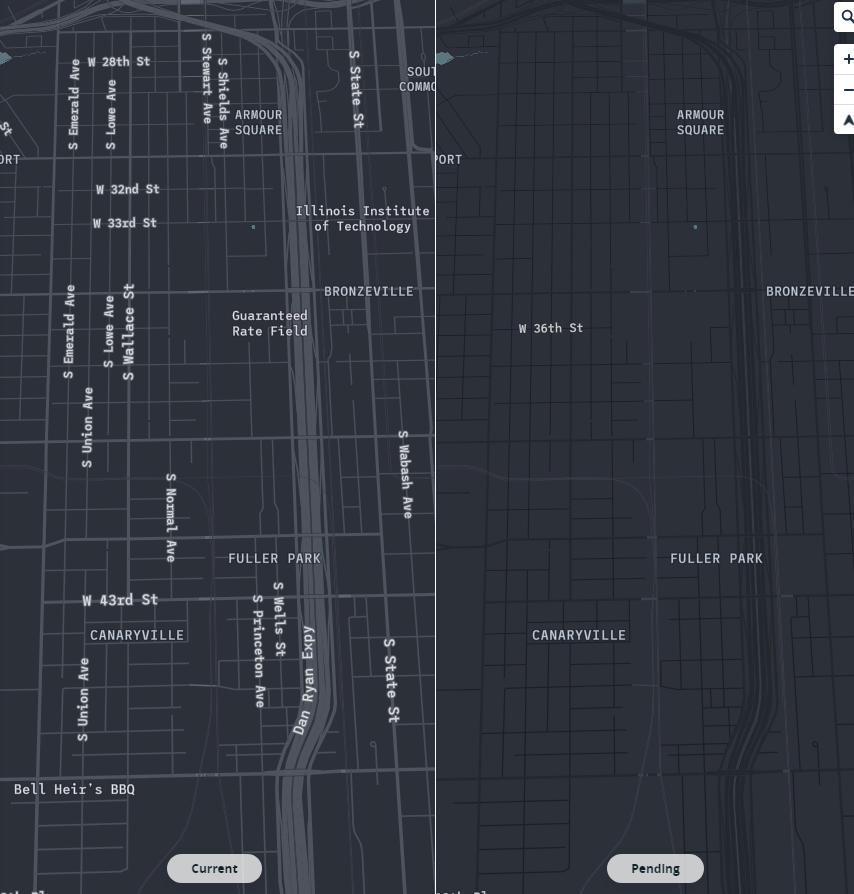 S Stewart Ave
S Shields Ave
S State St
W 28th St
S Emerald Ave
S Lowe Ave
SOUT
COMMO
ARMOUR
SQUARE
St
ORT
W 32nd St
W 33rd St
Illinois Institute
of Technology
BRONZEVILLE
S Emerald Ave
S Lowe Ave
S Wallace St
Guaranteed
Rate Field
S Union Ave
S Wabash Ave
S Normal Ave
FULLER PARK
W 43rd St
S Princeton Ave
S Wells St
CANARYVILLE
Dan Ryan Expy
S State St
S Union Ave
Bell Heir's BBQ
Current
ARMOUR
SQUARE
PORT
BRONZEVILLE
W 36th St
FULLER PARK
CANARYVILLE
Pending